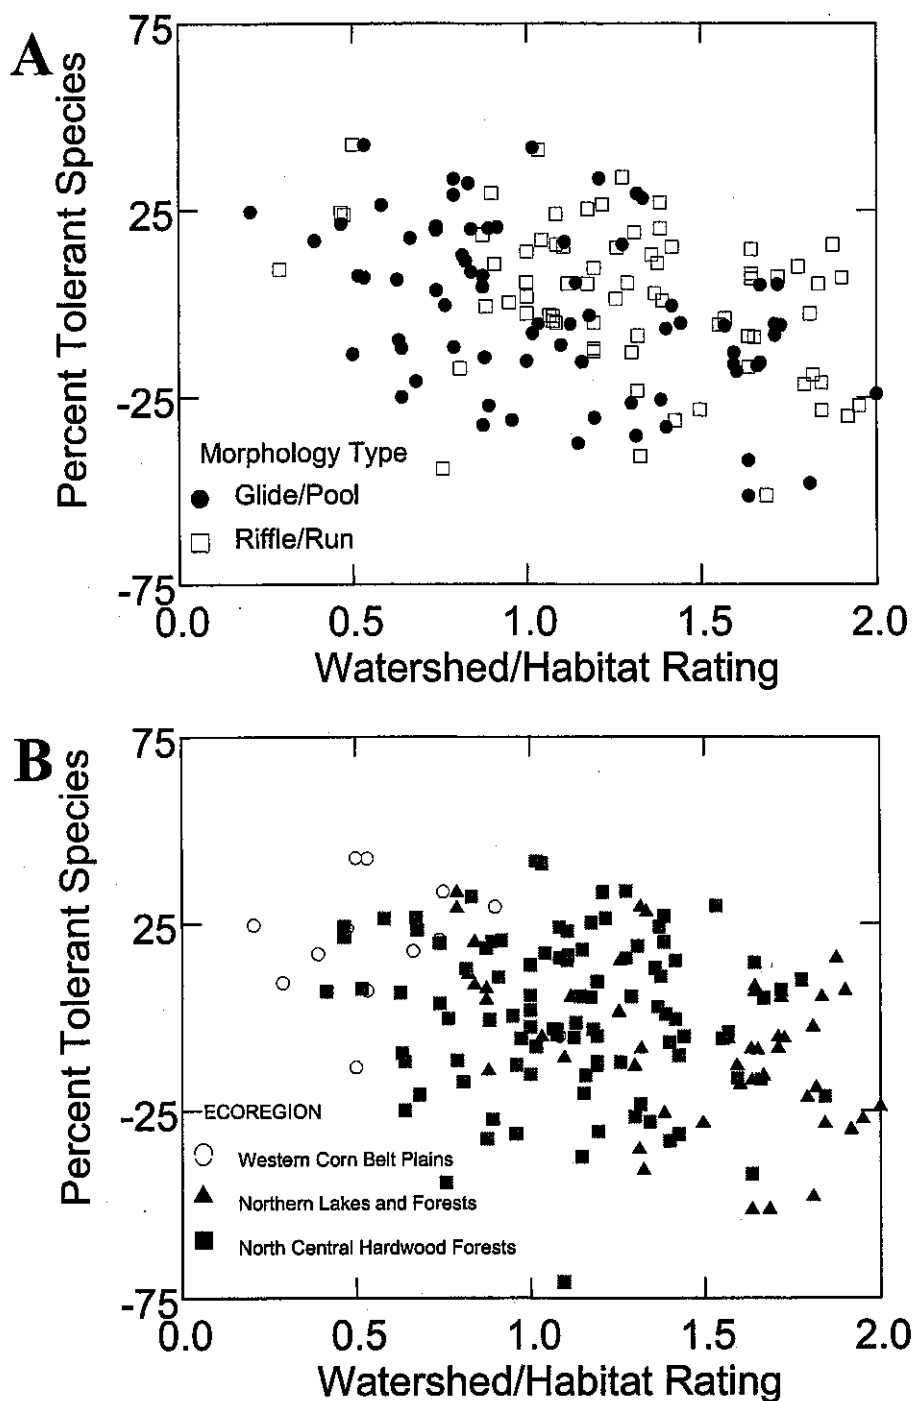 A
75
25
-25
-75
Percent Tolerant Species
Morphology Type
Glide/Pool
Riffle/Run
0.0 0.5 1.0 1.5 2.0
Watershed/Habitat Rating
B
75
25
-25
-75
Percent Tolerant Species
ECOREGION
Western Corn Belt Plains
Northern Lakes and Forests
North Central Hardwood Forests
0.0 0.5 1.0 1.5 2.0
Watershed/Habitat Rating